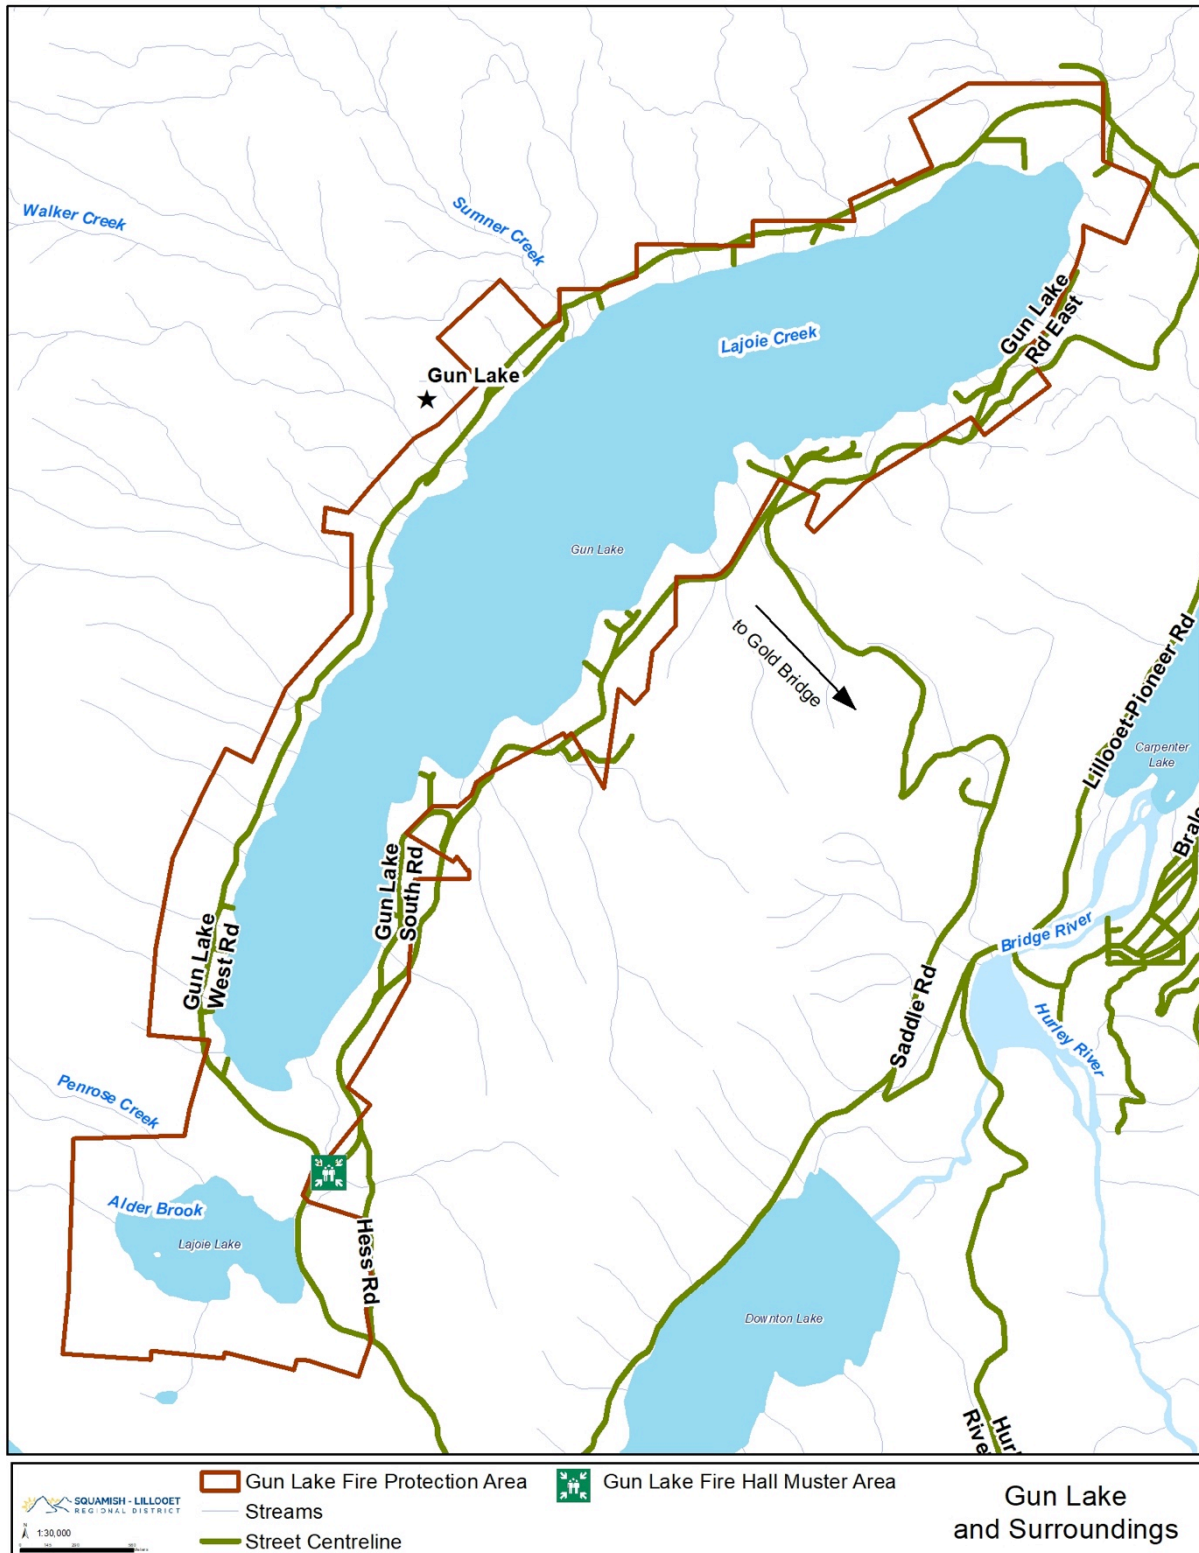 Walker Creek
Sumner Creek
Gun Lake
Rd East
Lajoie Creek
Gun Lake
Gun Lake
to Gold Bridge
Lillooet-Pioneer Rd
Carpenter
Lake
Bralo
Gun Lake
South Rd
Gun Lake
West Rd
Bridge River
Saddle Rd
Hurley River
Penrose Creek
Alder Brook
Lajoie Lake
Hess Rd
Downton Lake
Hurl
River
Gun Lake Fire Protection Area
Gun Lake Fire Hall Muster Area
Streams
Street Centreline
SQUAMISH - LILLOOET
REGIONAL DISTRICT
N
1:30,000
Gun Lake
and Surroundings